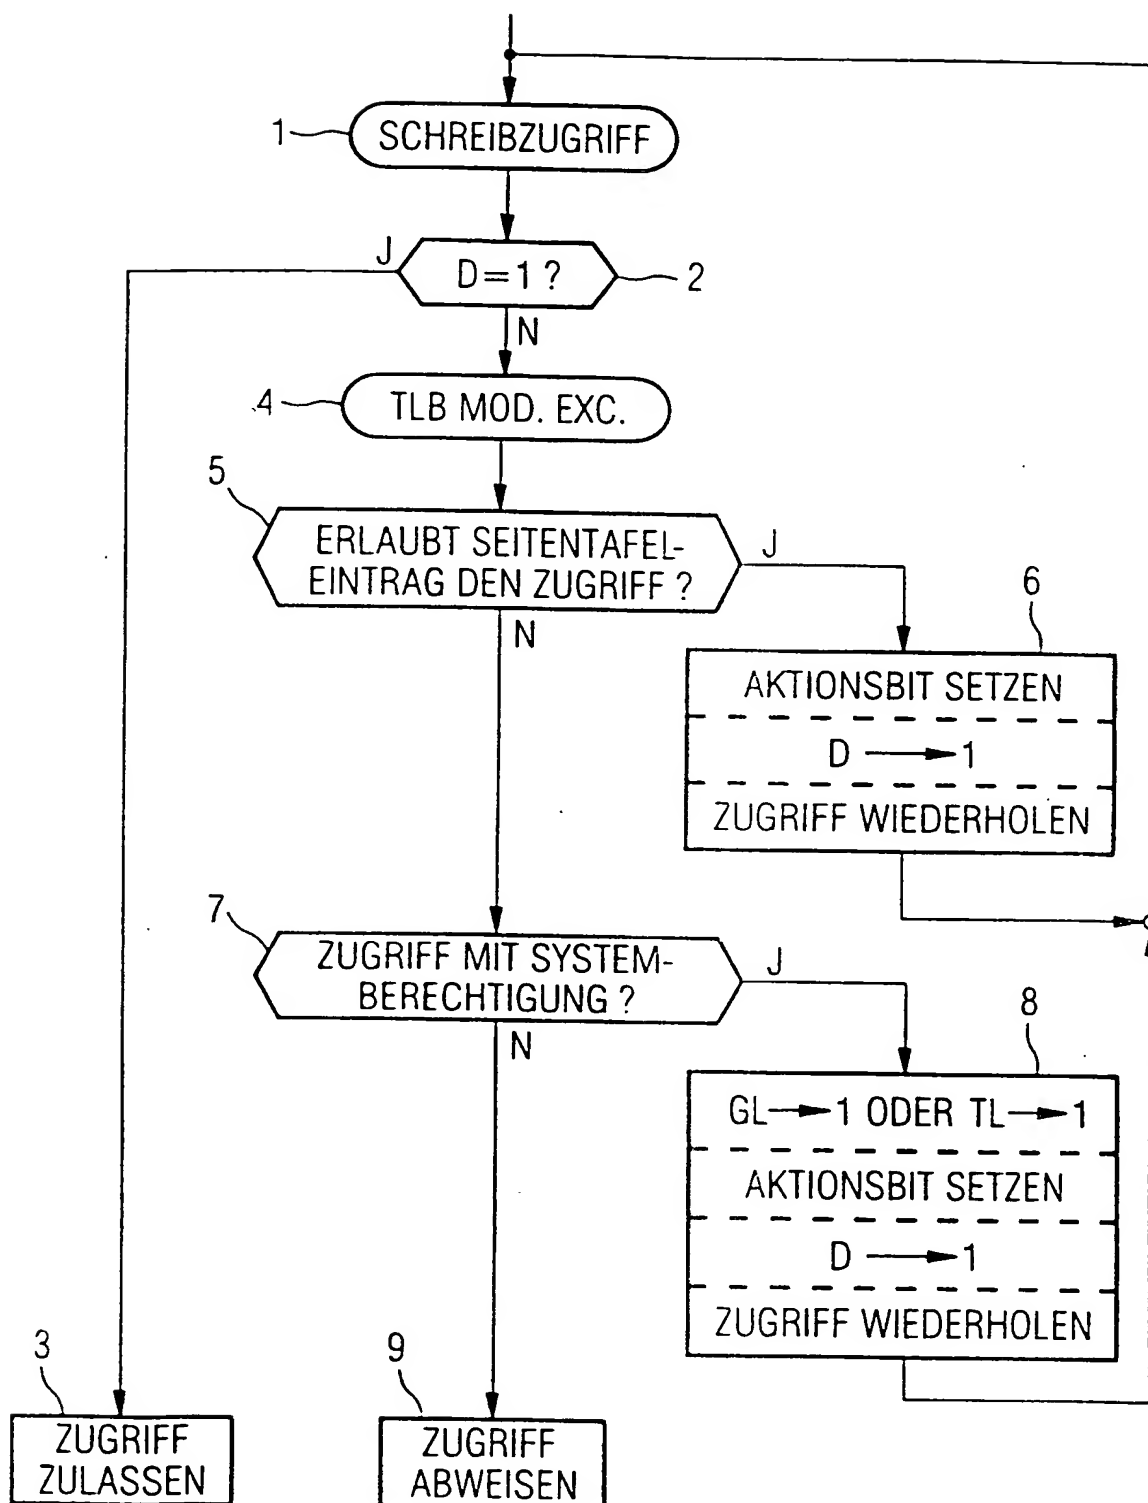 1
SCHREIBZUGRIFF
J
D=1 ?
2
N
4
TLB MOD. EXC.
5
ERLAUBT SEITENTAFEL-
EINTRAG DEN ZUGRIFF ?
J
N
6
AKTIONSBIT SETZEN
D → 1
ZUGRIFF WIEDERHOLEN
7
ZUGRIFF MIT SYSTEM-
BERECHTIGUNG ?
J
N
8
GL → 1 ODER TL → 1
AKTIONSBIT SETZEN
D → 1
ZUGRIFF WIEDERHOLEN
3
ZUGRIFF
ZULASSEN
9
ZUGRIFF
ABWEISEN